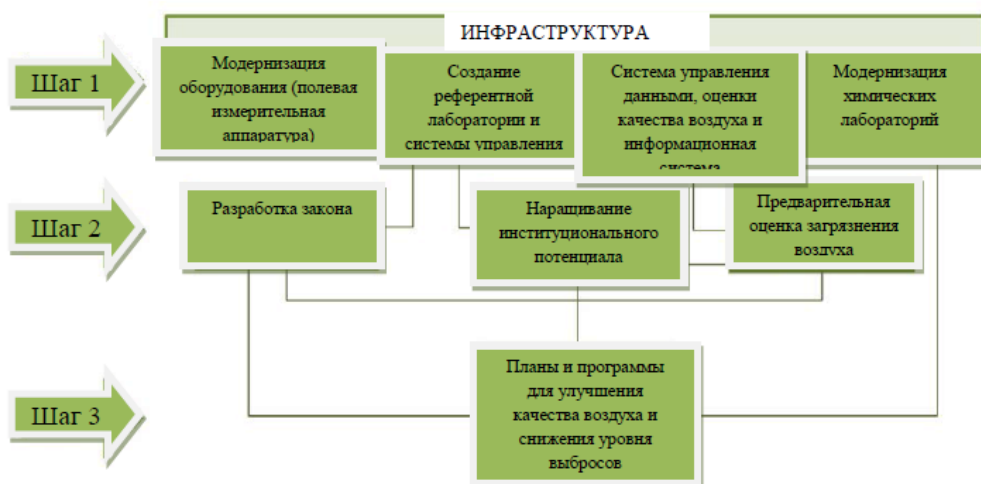 ИНФРАСТРУКТУРА
Шаг 1
Модернизация
оборудования (полевая
измерительная
аппаратура)
Создание
референтной
лаборатории и
системы управления
Система управления
данными, оценки
качества воздуха и
информационная
система
Модернизация
химических
лабораторий
Шаг 2
Разработка закона
Наращивание
институционального
потенциала
Предварительная
оценка загрязнения
воздуха
Шаг 3
Планы и программы
для улучшения
качества воздуха и
снижения уровня
выбросов